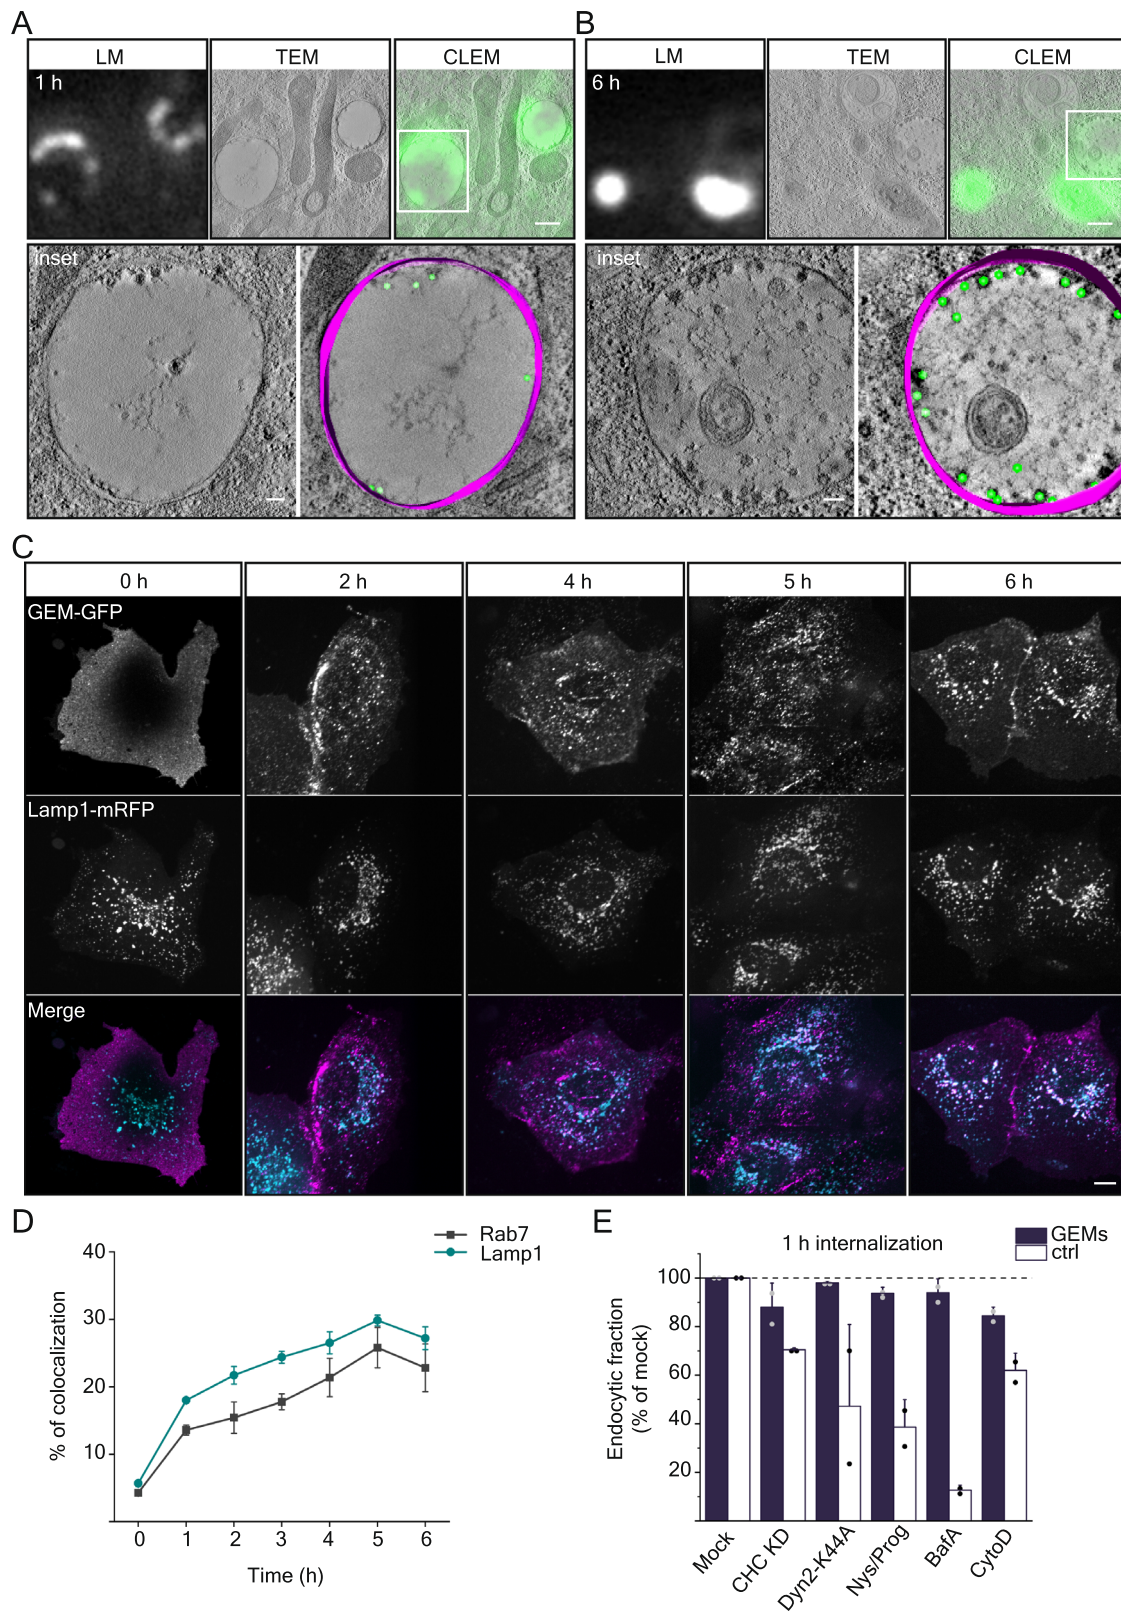 A
LM
TEM
CLEM
1 h
inset
B
LM
TEM
CLEM
6 h
inset
C
0 h
2 h
4 h
5 h
6 h
GEM-GFP
Lamp1-mRFP
Merge
D
Rab7
Lamp1
% of colocalization
40
30
20
10
0 1 2 3 4 5 6
Time (h)
E
GEMs
ctrl
1 h internalization
Endocytic fraction
(% of mock)
100
80
60
40
20
Mock
CHC KD
Dyn2-K44A
Nys/Prog
BafA
CytoD